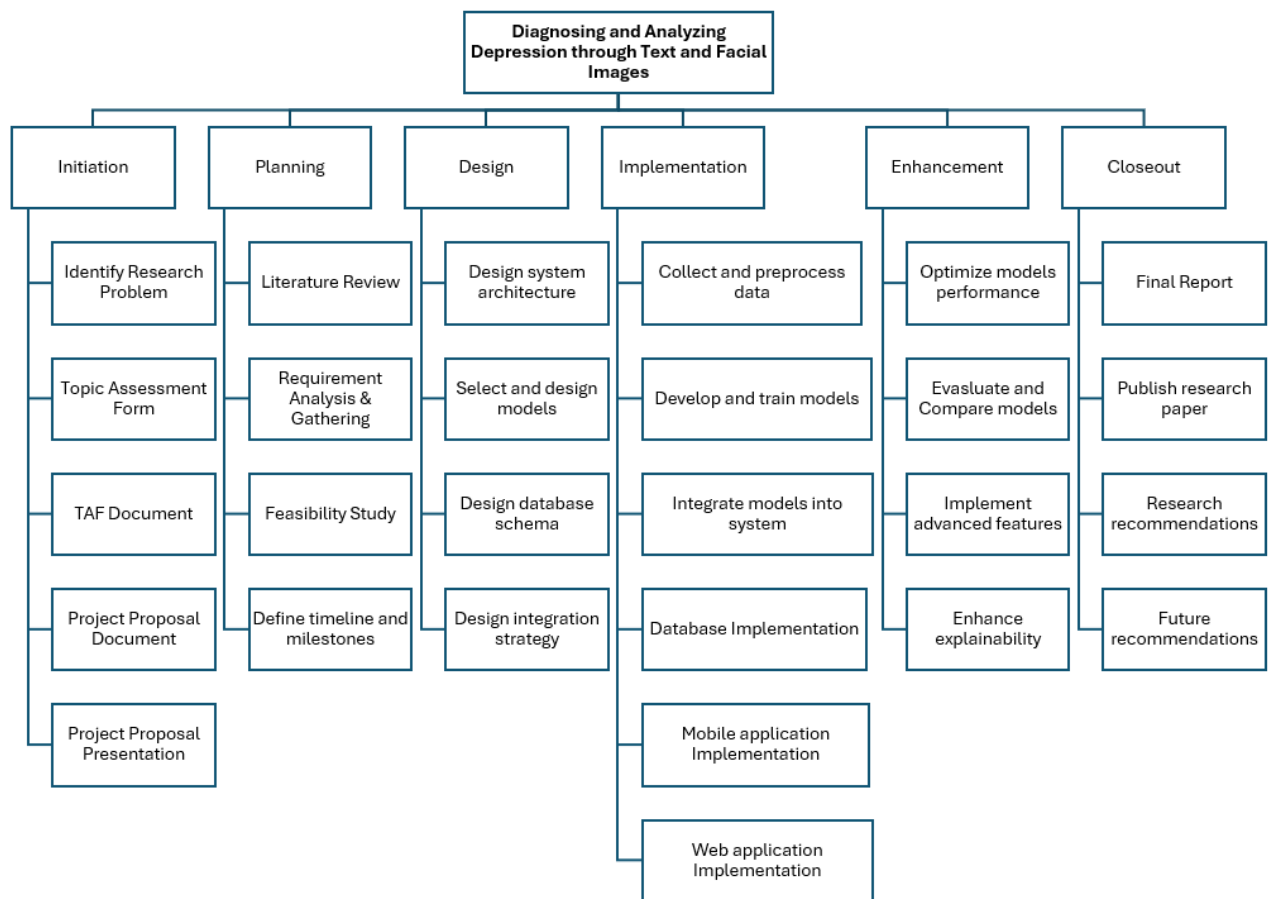 Diagnosing and Analyzing
Depression through Text and Facial
Images
Initiation
Planning
Design
Implementation
Enhancement
Closeout
Identify Research
Problem
Topic Assessment
Form
TAF Document
Project Proposal
Document
Project Proposal
Presentation
Literature Review
Requirement
Analysis &
Gathering
Feasibility Study
Define timeline and
milestones
Design system
architecture
Select and design
models
Design database
schema
Design integration
strategy
Collect and preprocess
data
Develop and train models
Integrate models into
system
Database Implementation
Mobile application
Implementation
Web application
Implementation
Optimize models
performance
Evasluate and
Compare models
Implement
advanced features
Enhance
explainability
Final Report
Publish research
paper
Research
recommendations
Future
recommendations